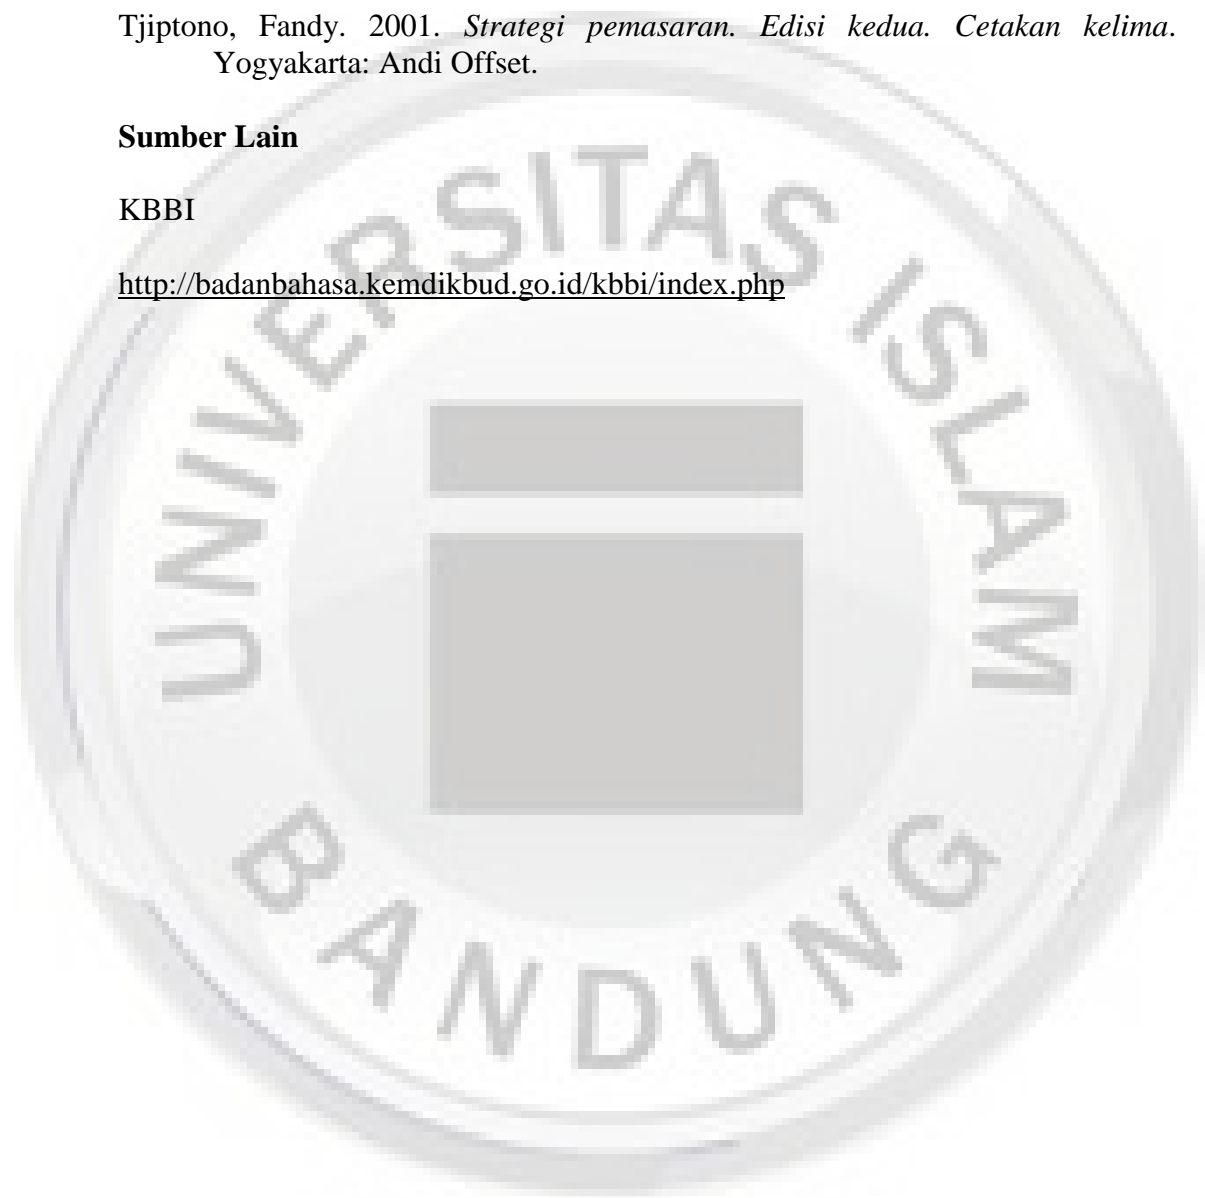 Tjiptono, Fandy. 2001. Strategi pemasaran. Edisi kedua. Cetakan kelima.
Yogyakarta: Andi Offset.
Sumber Lain
KBBI
http://badanbahasa.kemdikbud.go.id/kbbi/index.php
UNIVERSITAS ISLAM
BANDUNG